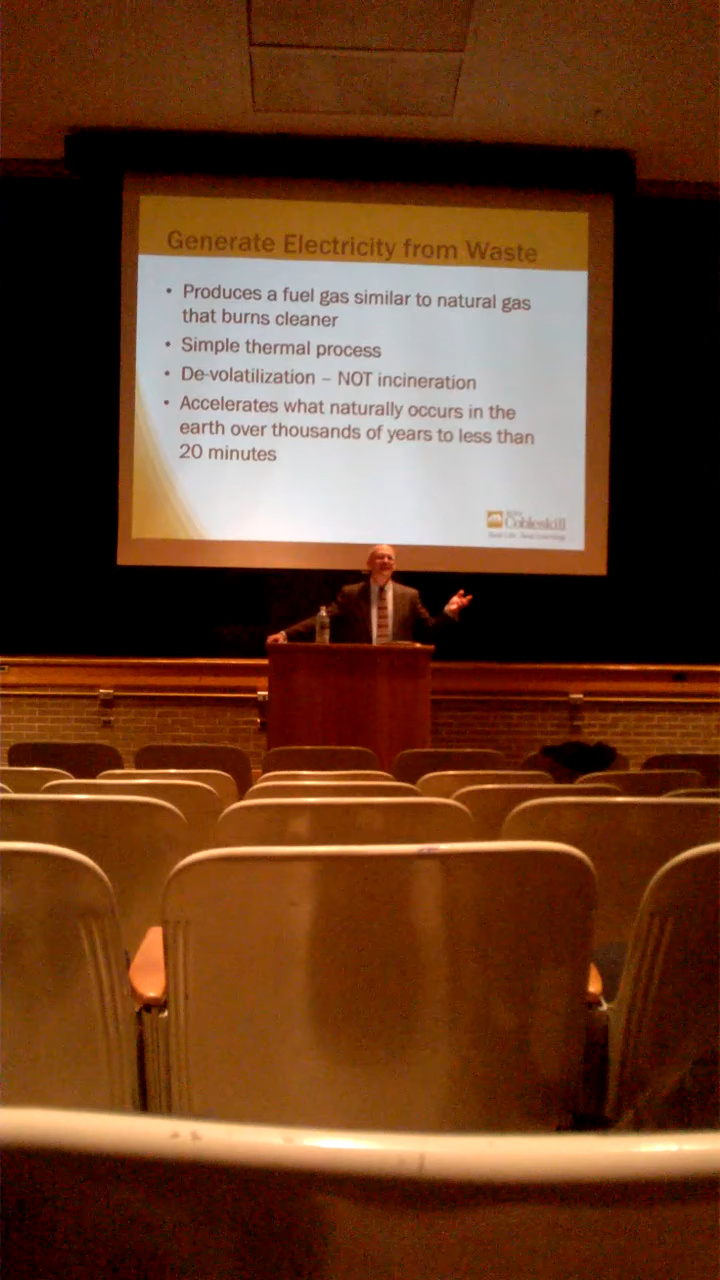 Generate Electricity from Waste
• Produces a fuel gas similar to natural gas
that burns cleaner
• Simple thermal process
• De-volatilization – NOT incineration
• Accelerates what naturally occurs in the
earth over thousands of years to less than
20 minutes
Cobleskill